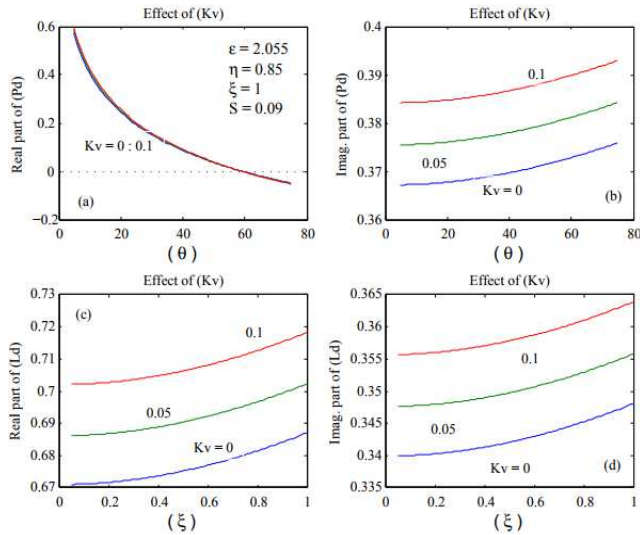 Effect of (Kv)
0.6
0.4
0.2
0
−0.2
Real part of (Pd)
ε = 2.055
η = 0.85
ξ = 1
S = 0.09
Kv = 0 : 0.1
(a)
0 20 40 60 80
(θ)
Effect of (Kv)
0.4
0.39
0.38
0.37
0.36
Imag. part of (Pd)
0.1
0.05
Kv = 0
(b)
0 20 40 60 80
(θ)
Effect of (Kv)
0.73
0.72
0.71
0.69
0.68
0.67
Real part of (Ld)
(c)
0.1
0.05
Kv = 0
0 0.2 0.4 0.6 0.8 1
(ξ)
Effect of (Kv)
0.365
0.36
0.355
0.345
0.34
0.335
Imag. part of (Ld)
0.1
0.05
Kv = 0
(d)
0 0.2 0.4 0.6 0.8 1
(ξ)